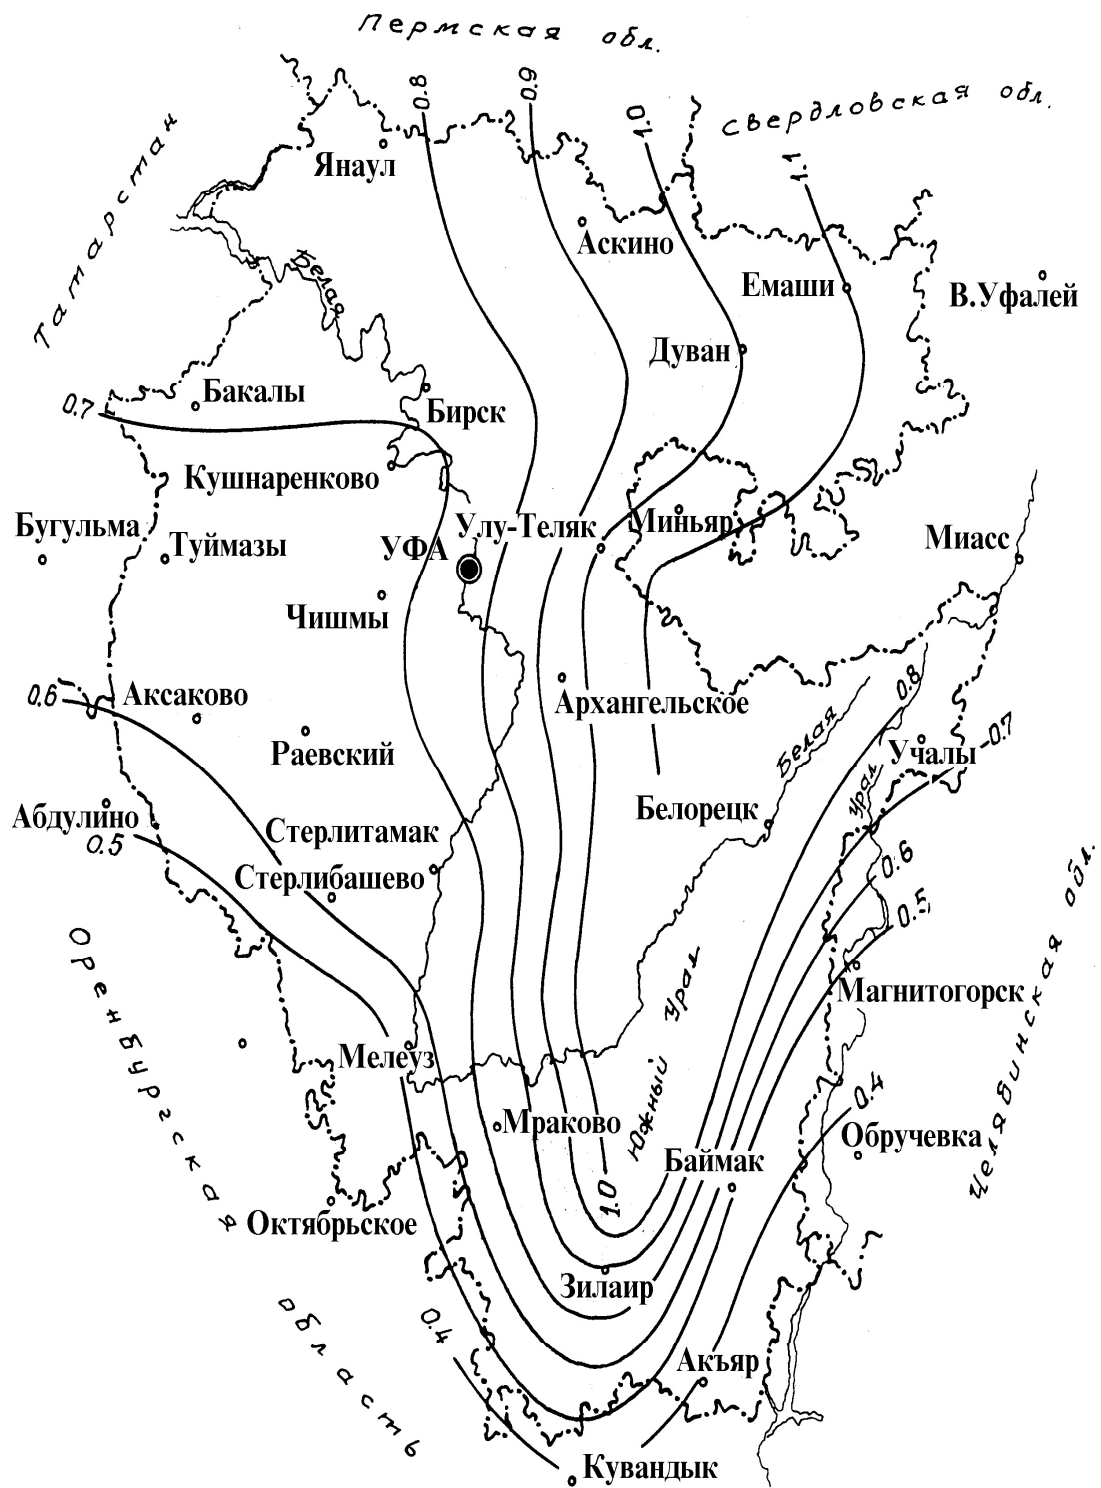 Пермская обл.
0.8
0.9
1.0
Свердловская обл.
1.1
Татарстан
Янаул
Аскино
Белая
Емаши
В.Уфалей
Дуван
Бакалы
0.7
Бирск
Кушнаренково
Бугульма
Туймазы
УФА
Улу-Теляк
Миньяр
Миасс
Чишмы
0.6
Аксаково
Архангельское
0.8
Раевский
Белая
Учалы
0.7
Урал
Абдулино
0.5
Стерлитамак
Белорецк
Стерлибашево
0.6
0.5
Оренбургская
Челябинская обл.
Южный Урал
Магнитогорск
Мелеуз
0.4
Мраково
Обручевка
Баймак
1.0
Октябрьское
Зилаир
область
0.4
Акъяр
Кувандык